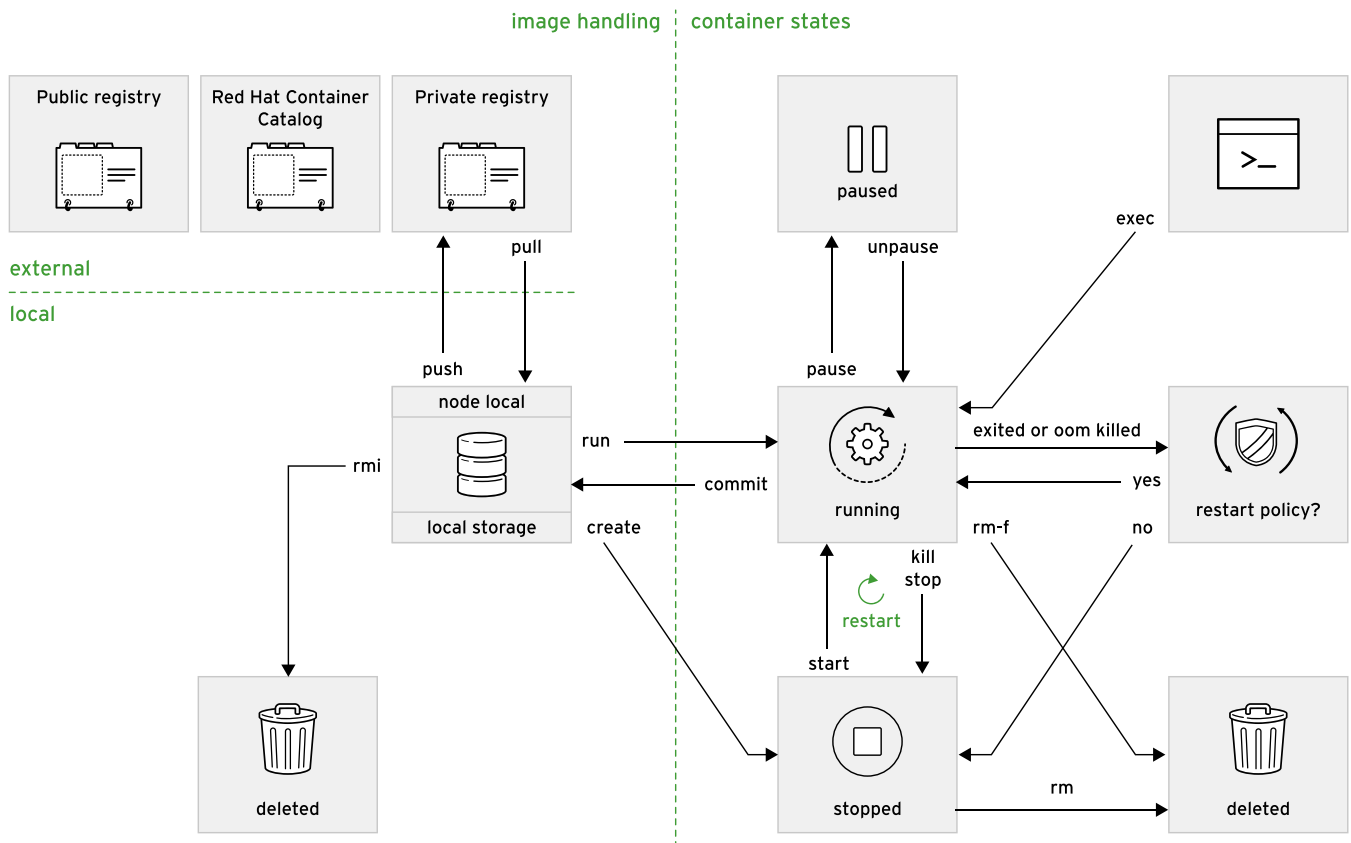 image handling
container states
Public registry
Red Hat Container
Catalog
Private registry
paused
>_
exec
pull
unpause
external
local
push
pause
node local
run
exited or oom killed
rmi
commit
yes
running
restart policy?
local storage
create
rm-f
no
kill
stop
restart
start
rm
deleted
stopped
deleted